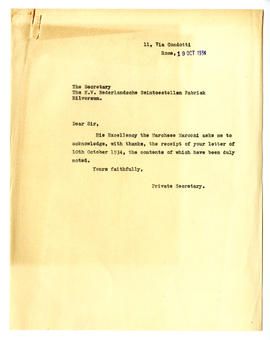 11, Via Condotti
Rome, 19 OCT 1934
The Secretary
The N.V. Nederlandsche Seintoestellen Fabriek
Hilversum.
Dear Sir,
His Excellency the Marchese Marconi asks me to
acknowledge, with thanks, the receipt of your letter of
10th October 1934, the contents of which have been duly
noted.
Yours faithfully,
Private Secretary.